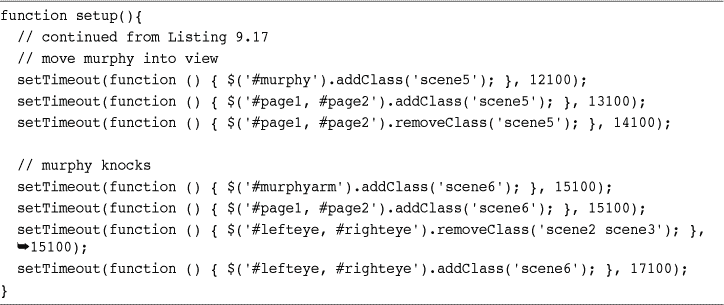 function setup(){
  // continued from Listing 9.17
  // move murphy into view
  setTimeout(function () { $('#murphy').addClass('scene5'); }, 12100);
  setTimeout(function () { $('#page1, #page2').addClass('scene5'); }, 13100);
  setTimeout(function () { $('#page1, #page2').removeClass('scene5'); }, 14100);

  // murphy knocks
  setTimeout(function () { $('#murphyarm').addClass('scene6'); }, 15100);
  setTimeout(function () { $('#page1, #page2').addClass('scene6'); }, 15100);
  setTimeout(function () { $('#lefteye, #righteye').removeClass('scene2 scene3'); },
  ➥15100);
  setTimeout(function () { $('#lefteye, #righteye').addClass('scene6'); }, 17100);
}